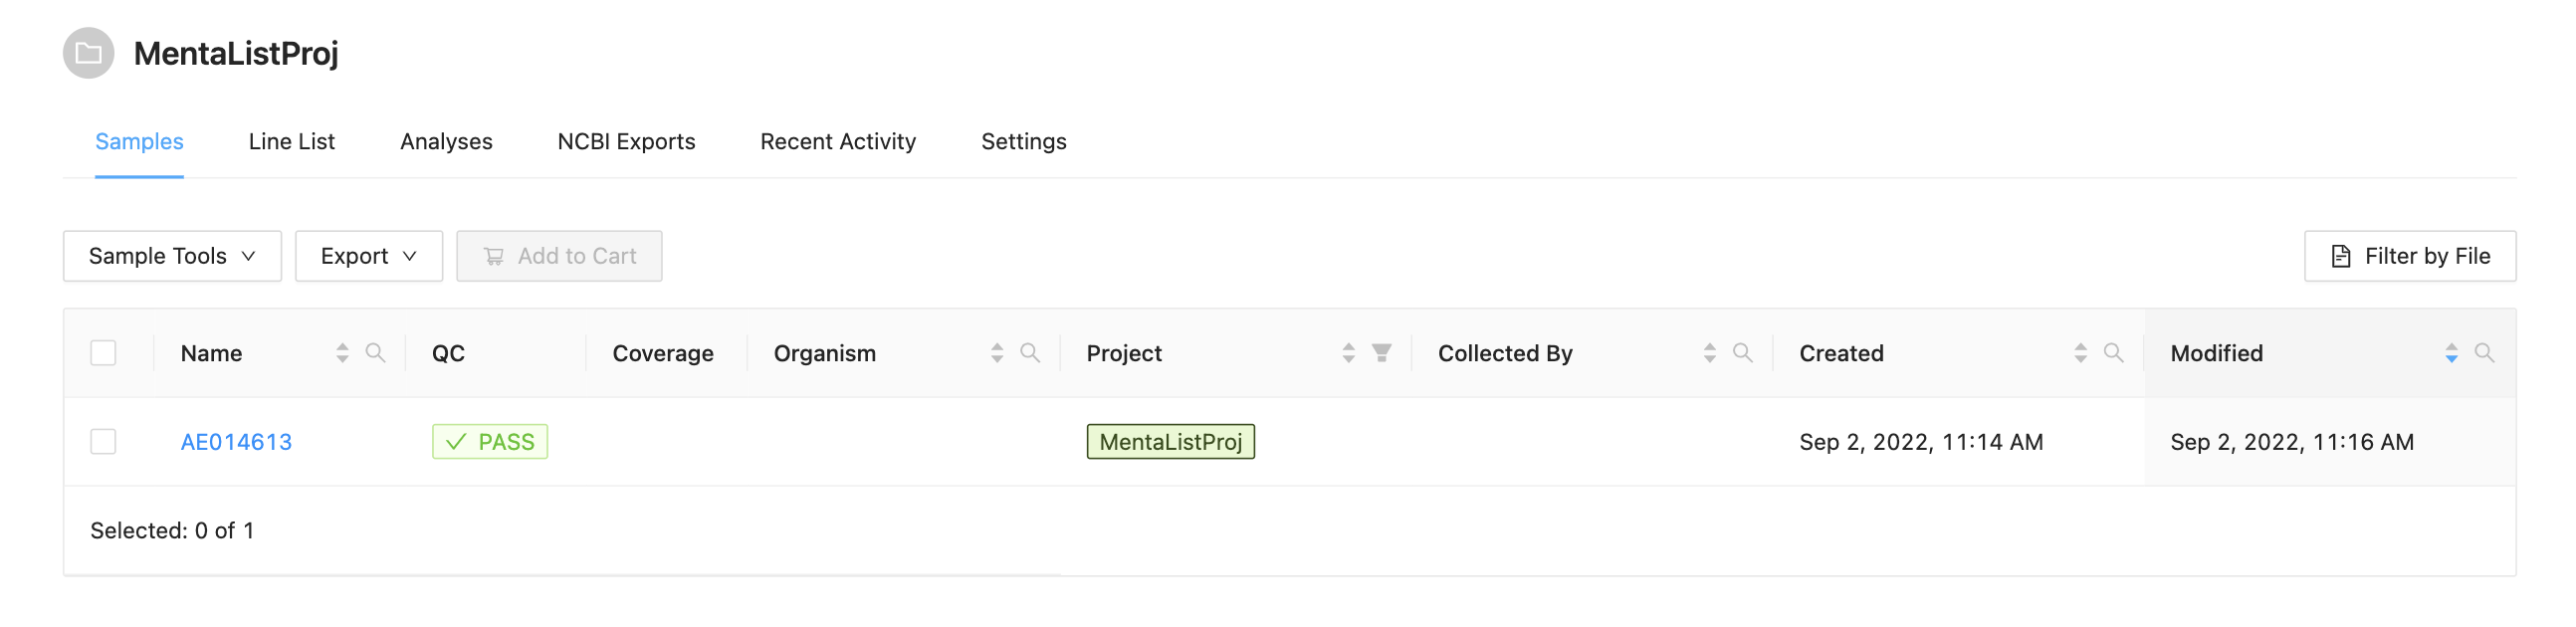 MentaListProj
Samples Line List Analyses NCBI Exports Recent Activity Settings
Sample Tools Export Add to Cart Filter by File
Name QC Coverage Organism Project Collected By Created Modified
AE014613 PASS MentaListProj Sep 2, 2022, 11:14 AM Sep 2, 2022, 11:16 AM
Selected: 0 of 1